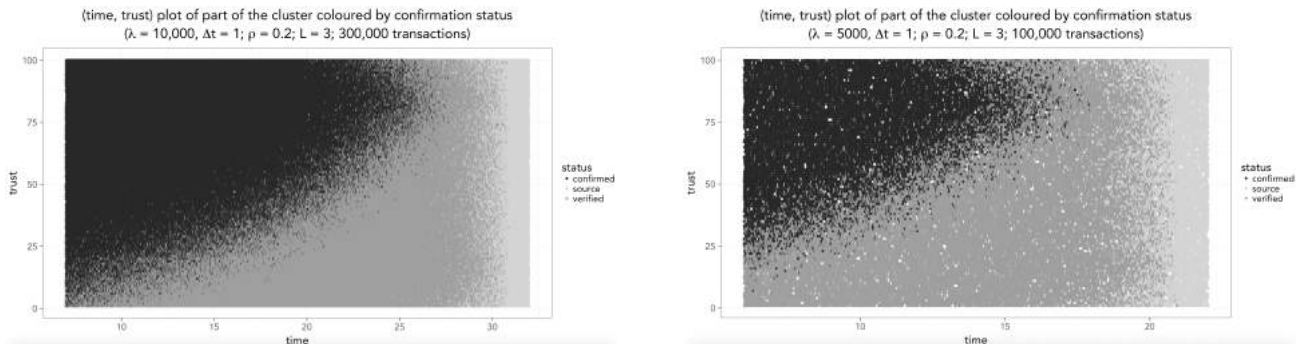 (time, trust) plot of part of the cluster coloured by confirmation status
(λ = 10,000, Δt = 1; ρ = 0.2; L = 3; 300,000 transactions)
100
75
50
25
0
trust
10
15
20
25
30
time
status
confirmed
source
verified
(time, trust) plot of part of the cluster coloured by confirmation status
(λ = 5000, Δt = 1; ρ = 0.2; L = 3; 100,000 transactions)
100
75
50
25
0
trust
10
15
20
time
status
confirmed
source
verified